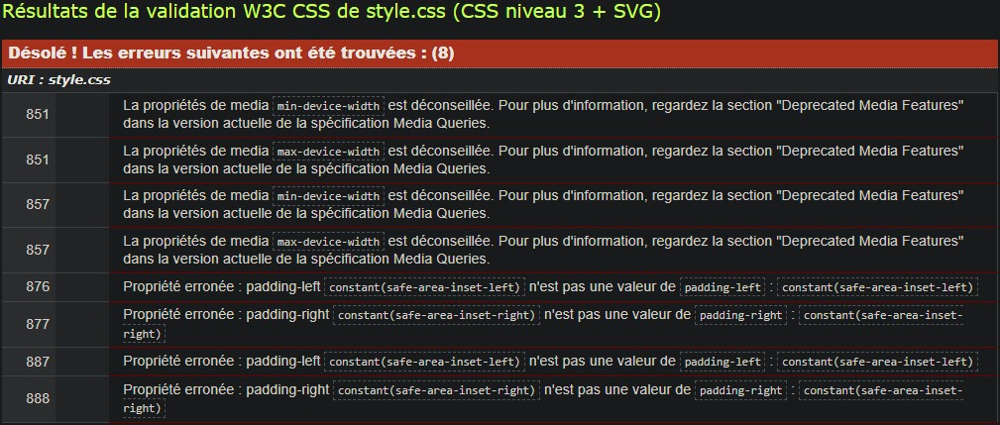 Résultats de la validation W3C CSS de style.css (CSS niveau 3 + SVG)
Désolé ! Les erreurs suivantes ont été trouvées : (8)
URI : style.css
851 La propriétés de media min-device-width est déconseillée. Pour plus d'information, regardez la section "Deprecated Media Features"
dans la version actuelle de la spécification Media Queries.
851 La propriétés de media max-device-width est déconseillée. Pour plus d'information, regardez la section "Deprecated Media Features"
dans la version actuelle de la spécification Media Queries.
857 La propriétés de media min-device-width est déconseillée. Pour plus d'information, regardez la section "Deprecated Media Features"
dans la version actuelle de la spécification Media Queries.
857 La propriétés de media max-device-width est déconseillée. Pour plus d'information, regardez la section "Deprecated Media Features"
dans la version actuelle de la spécification Media Queries.
876 Propriété erronée : padding-left constant(safe-area-inset-left) n'est pas une valeur de padding-left : constant(safe-area-inset-left)
877 Propriété erronée : padding-right constant(safe-area-inset-right) n'est pas une valeur de padding-right : constant(safe-area-inset-
right)
887 Propriété erronée : padding-left constant(safe-area-inset-left) n'est pas une valeur de padding-left : constant(safe-area-inset-left)
888 Propriété erronée : padding-right constant(safe-area-inset-right) n'est pas une valeur de padding-right : constant(safe-area-inset-
right)